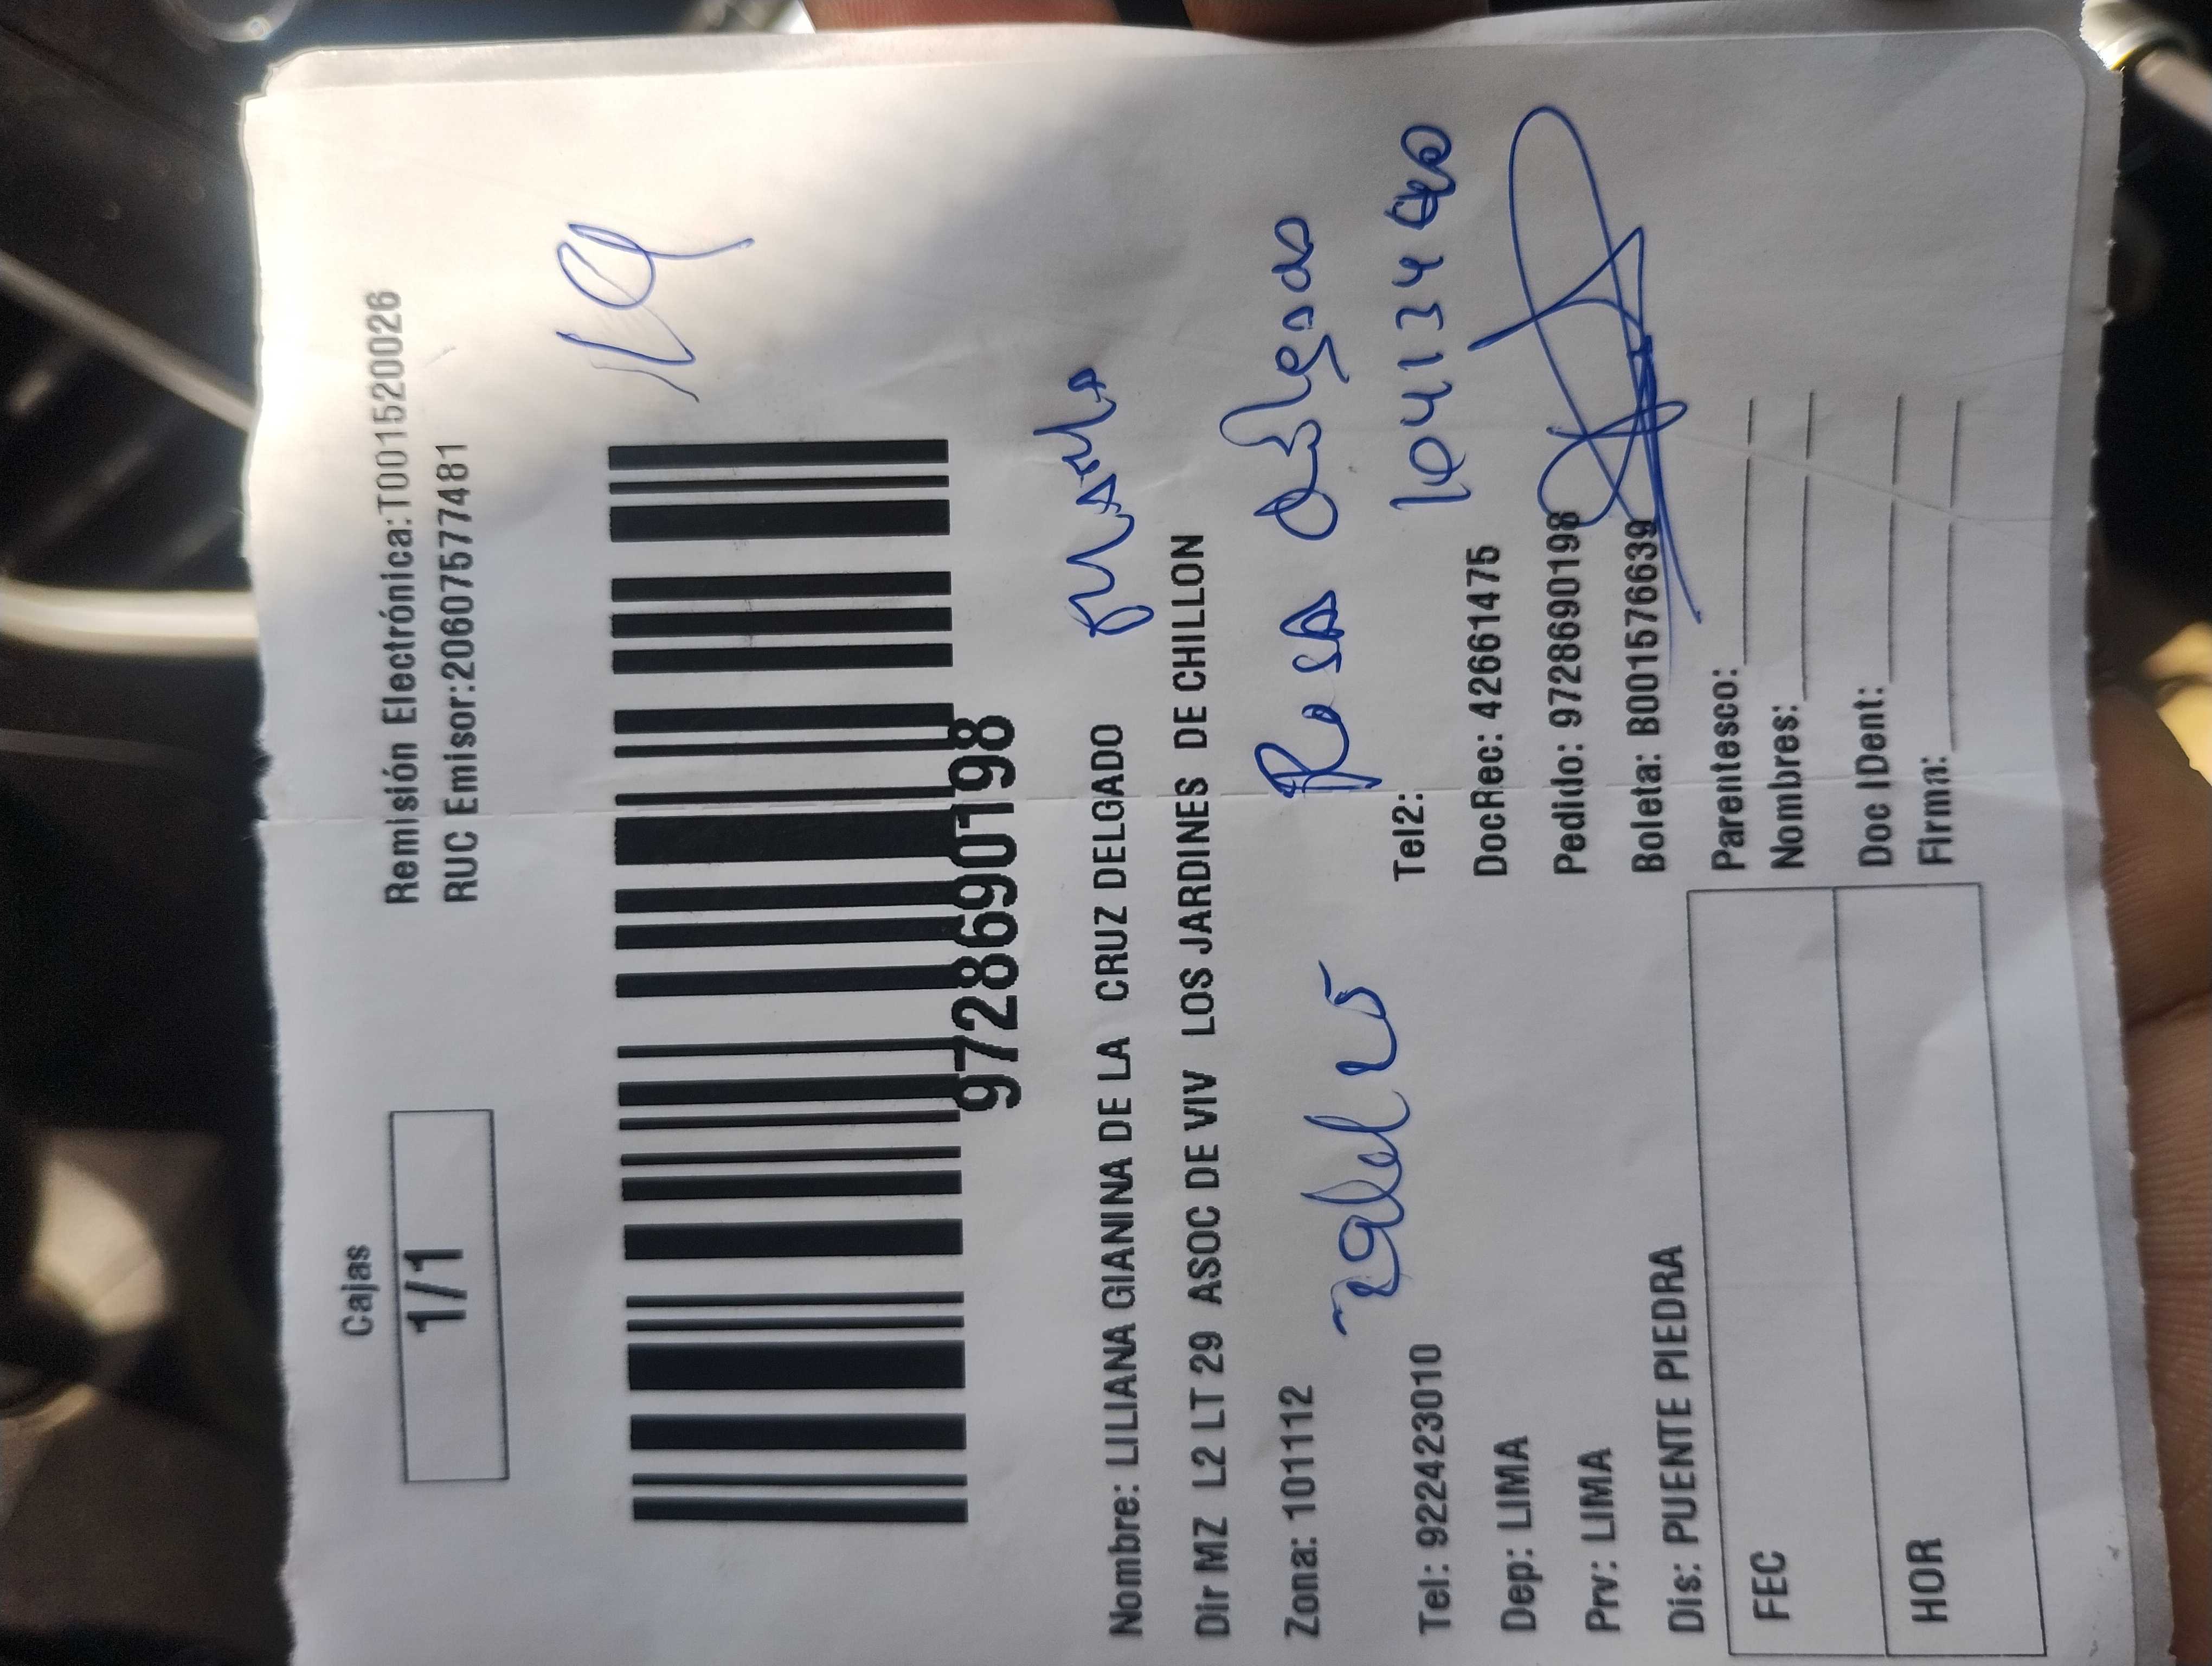 Cajas
1/1
Remisión Electrónica:T001520026
RUC Emisor:20607577481
9728690198
Nombre: LILIANA GIANINA DE LA CRUZ DELGADO
Dir MZ L2 LT 29 ASOC DE VIV LOS JARDINES DE CHILLON
Rosa Delgado
Zona: 101112
Tel: 922423010
Tel2:
Dep: LIMA
DocRec: 42661475
Prv: LIMA
Pedido: 9728690198
Dis: PUENTE PIEDRA
Boleta: B001576639
FEC
HOR
Parentesco:
Nombres:
Doc IDent:
Firma: